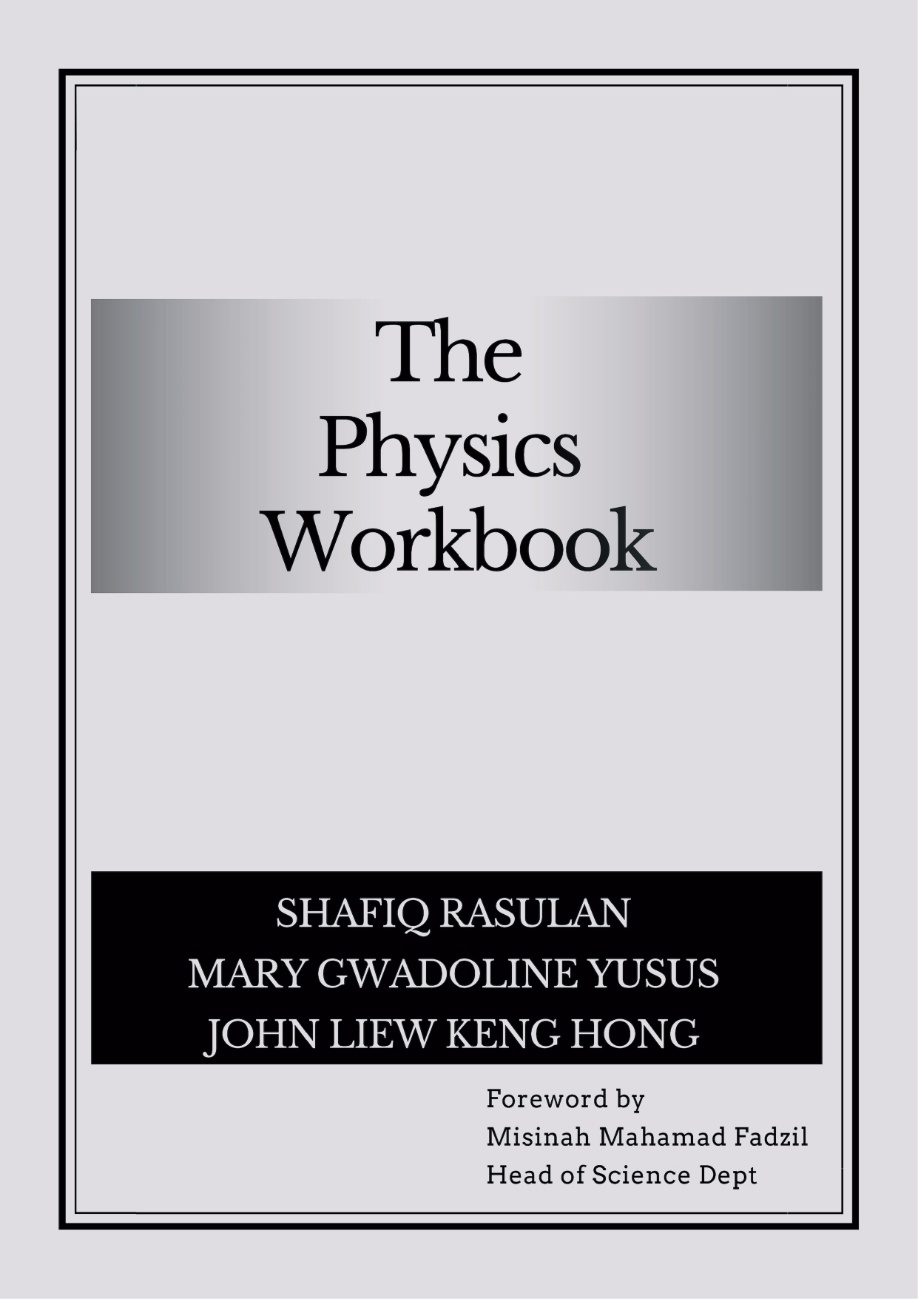 The
Physics
Workbook
SHAFIQ RASULAN
MARY GWADOLINE YUSUS
JOHN LIEW KENG HONG
Foreword by
Misinah Mahamad Fadzil
Head of Science Dept